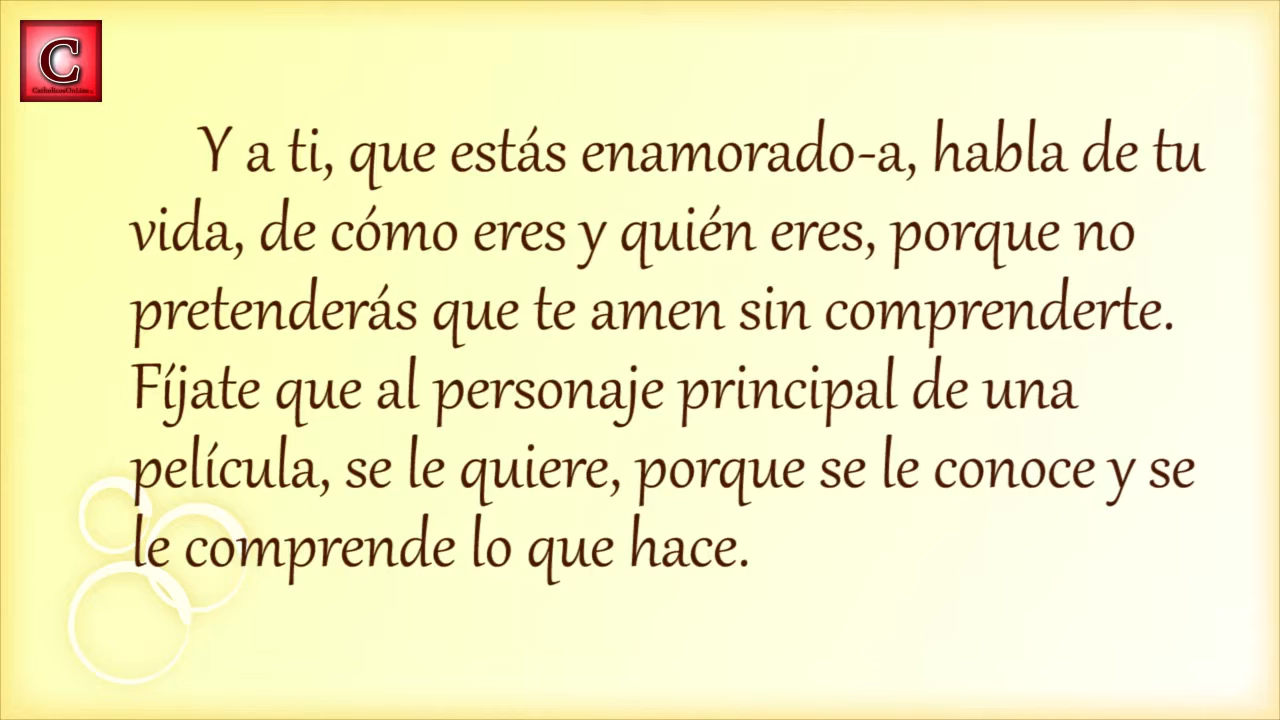 C
Y a ti, que estás enamorado-a, habla de tu
vida, de cómo eres y quién eres, porque no
pretenderás que te amen sin comprenderte.
Fíjate que al personaje principal de una
película, se le quiere, porque se le conoce y se
le comprende lo que hace.